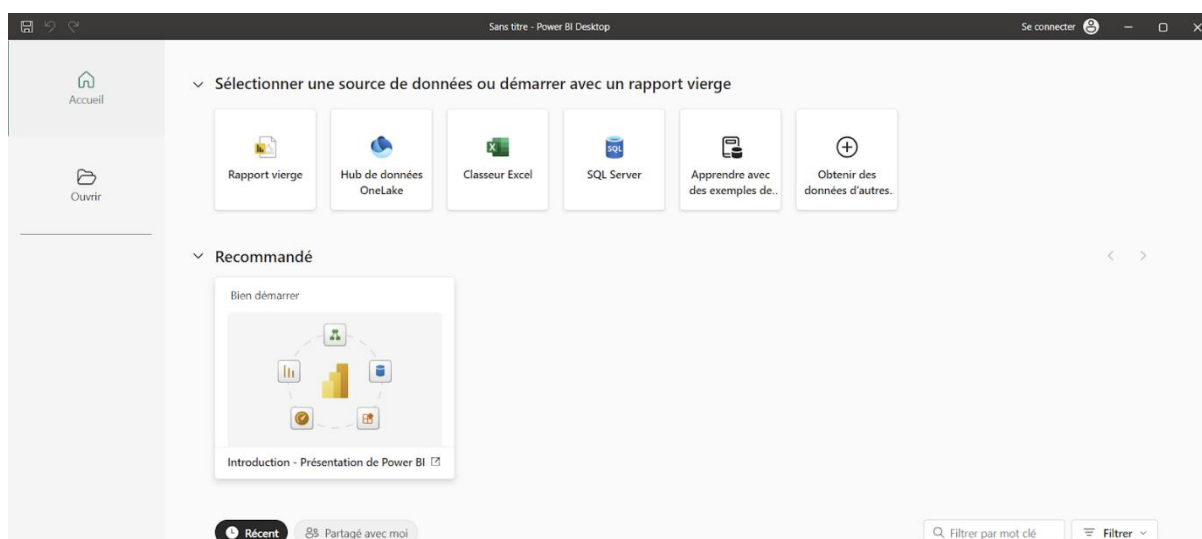 Sans titre - Power BI Desktop
Se connecter
Accueil
Ouvrir
Sélectionner une source de données ou démarrer avec un rapport vierge
Rapport vierge
Hub de données
OneLake
Classeur Excel
SQL
SQL Server
Apprendre avec
des exemples de..
Obtenir des
données d'autres..
Recommandé
Bien démarrer
Introduction - Présentation de Power BI
Récent
Partagé avec moi
Filtrer par mot clé
Filtrer